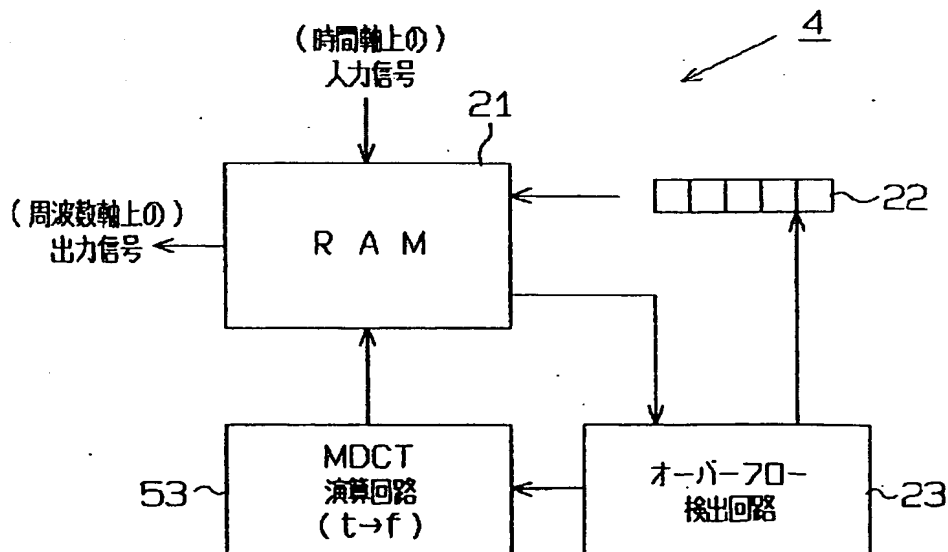 (時間軸上の)
入力信号
4
21
22
(周波数軸上の)
出力信号
RAM
MDCT
演算回路
(t→f)
53
オーバーフロー
検出回路
23